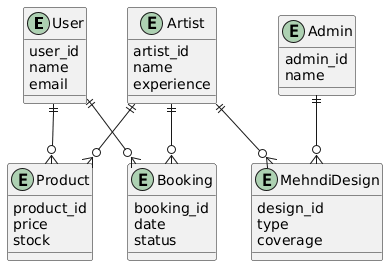 E User
user_id
name
email
E Artist
artist_id
name
experience
E Admin
admin_id
name
E Product
product_id
price
stock
E Booking
booking_id
date
status
E MehndiDesign
design_id
type
coverage